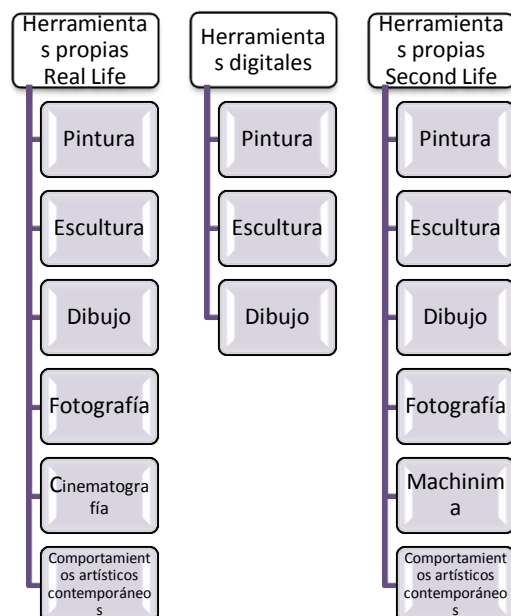 Herramienta
s propias
Real Life
Pintura
Escultura
Dibujo
Fotografía
Cinematogra
fía
Comportamient
os artísticos
contemporáneo
s
Herramienta
s digitales
Pintura
Escultura
Dibujo
Herramienta
s propias
Second Life
Pintura
Escultura
Dibujo
Fotografía
Machinim
a
Comportamient
os artísticos
contemporáneo
s